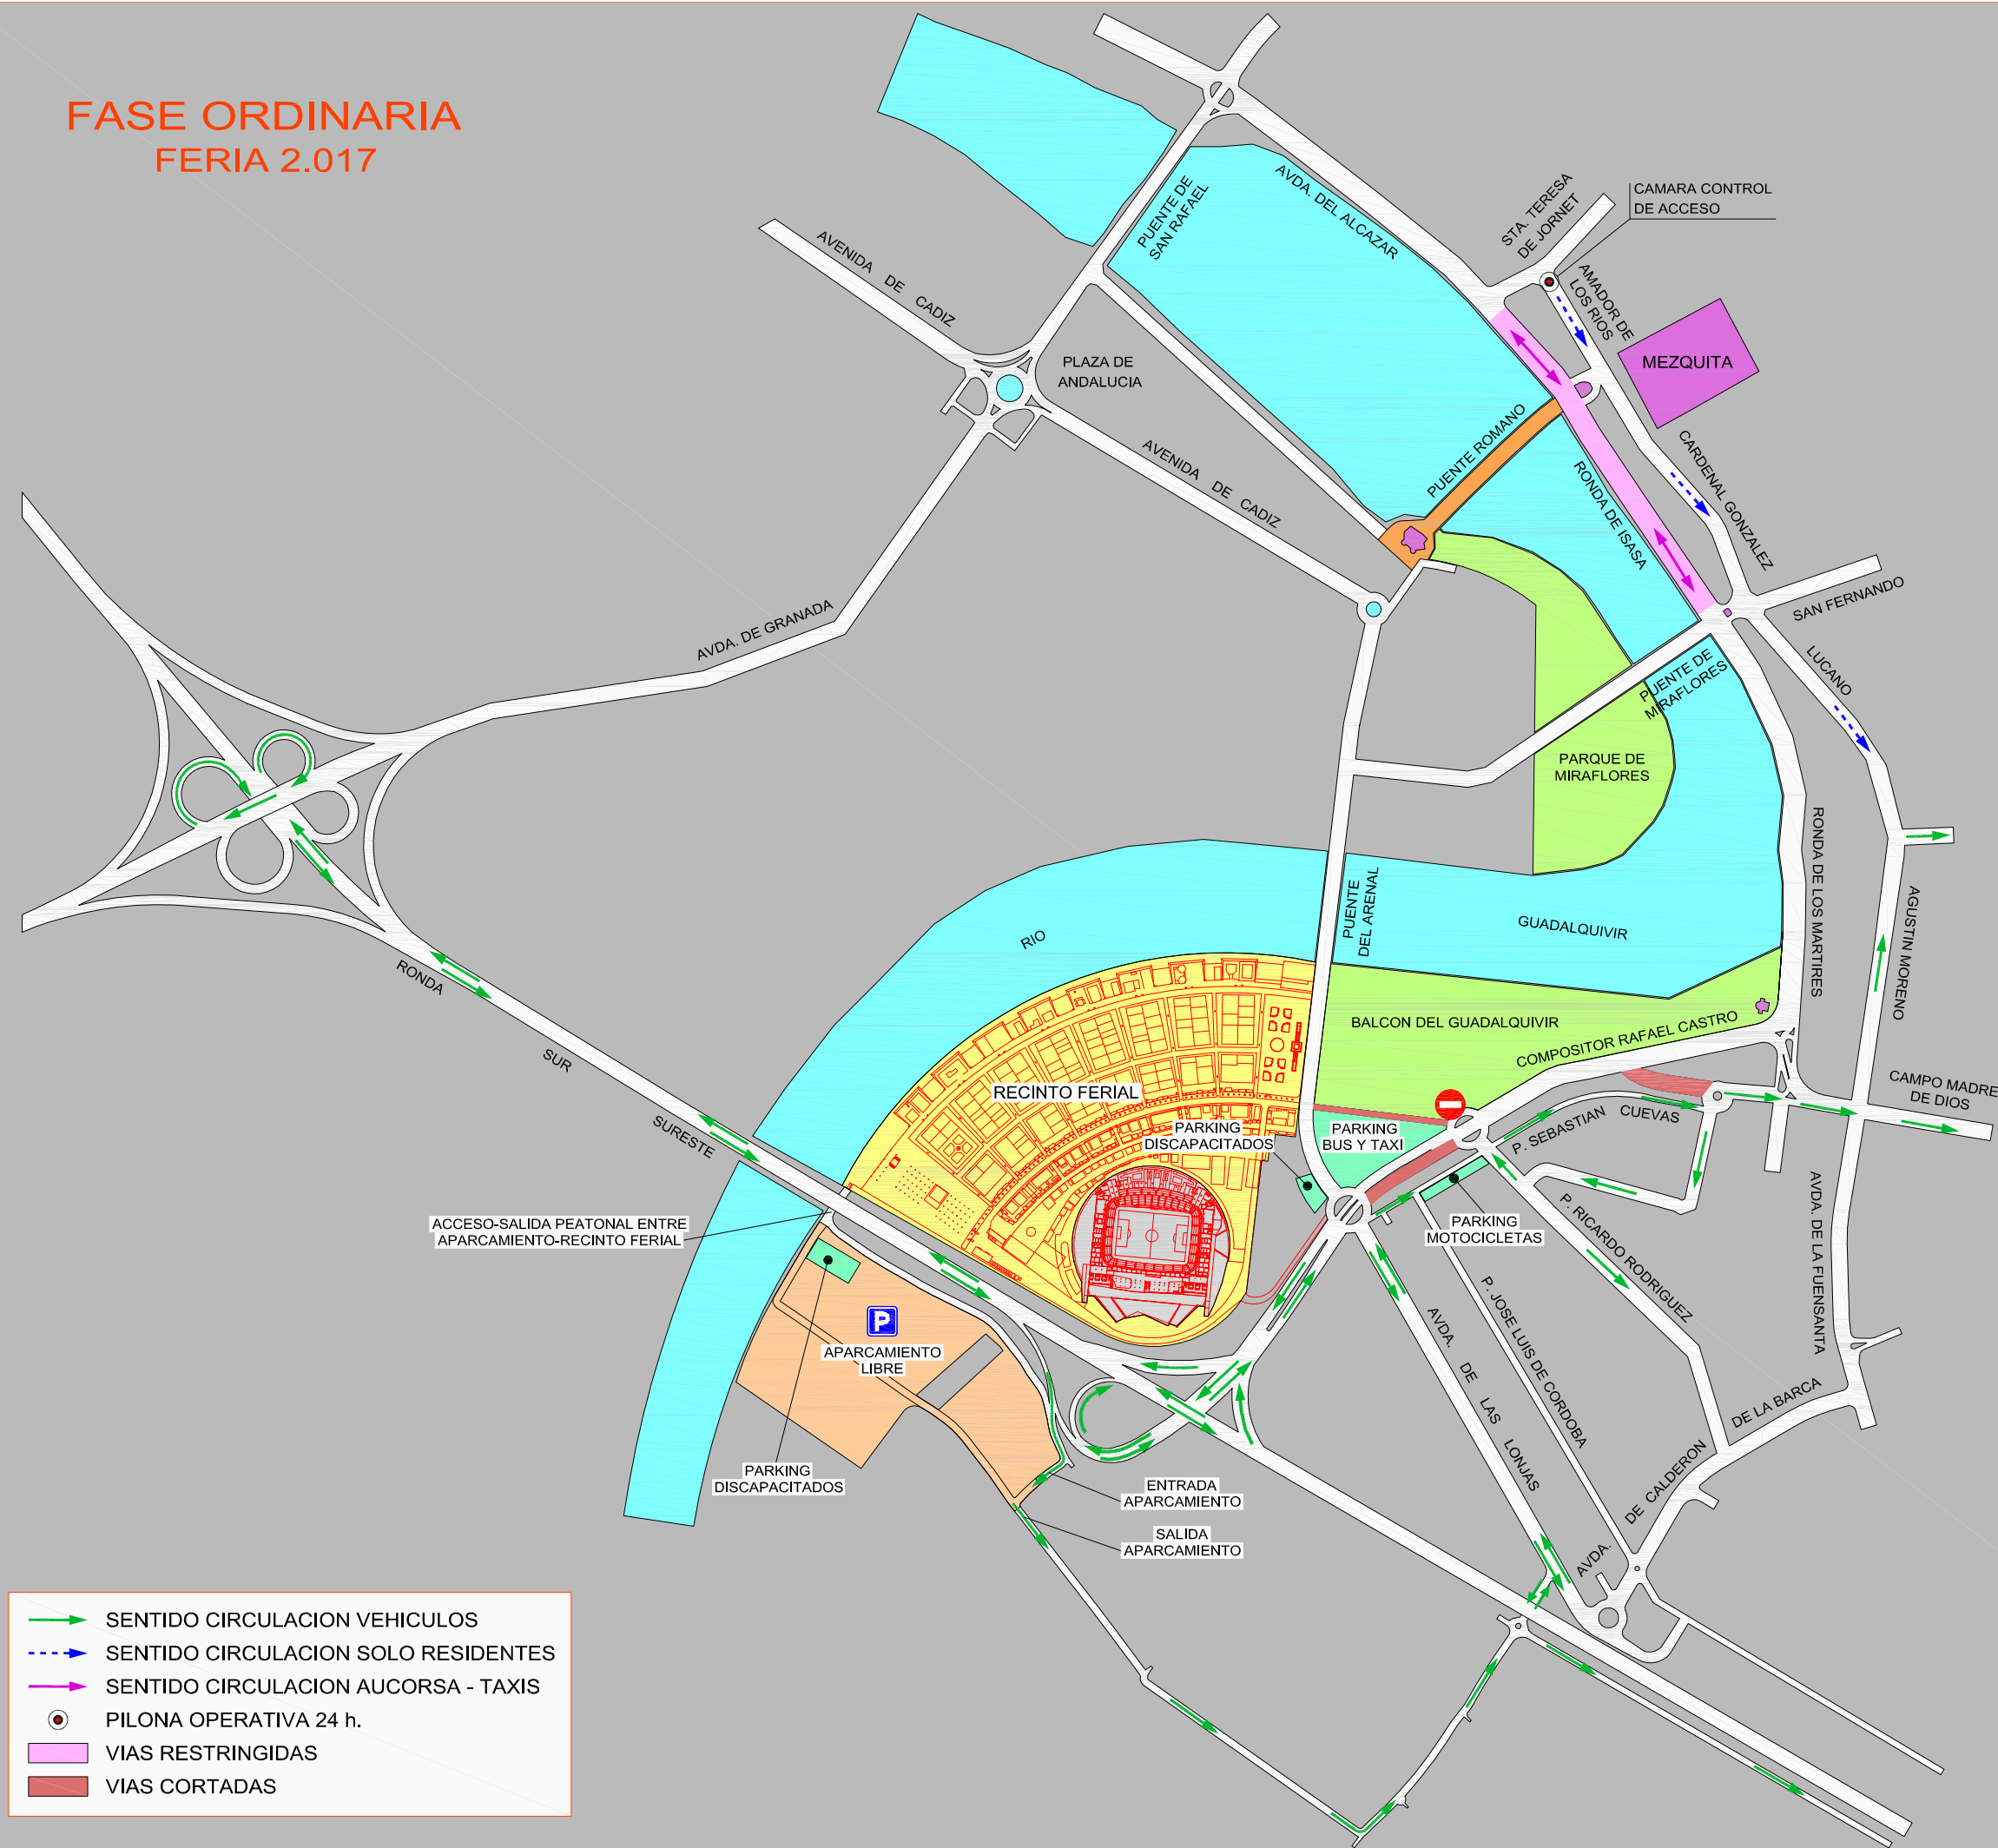 FASE ORDINARIA
FERIA 2.017
PUENTE DE
SAN RAFAEL
AVDA. DEL ALCAZAR
STA. TERESA
DE JORNET
CAMARA CONTROL
DE ACCESO
AMADOR DE
LOS RIOS
MEZQUITA
AVENIDA DE CADIZ
PLAZA DE
ANDALUCIA
AVENIDA DE CADIZ
PUENTE ROMANO
RONDA DE ISASA
CARDENAL GONZALEZ
SAN FERNANDO
LUCANO
AVDA. DE GRANADA
PUENTE DE
MIRAFLORES
PARQUE DE
MIRAFLORES
RONDA DE LOS MARTIRES
AGUSTIN MORENO
PUENTE
DEL ARENAL
GUADALQUIVIR
RIO
RONDA
SUR
SURESTE
BALCON DEL GUADALQUIVIR
COMPOSITOR RAFAEL CASTRO
RECINTO FERIAL
CAMPO MADRE
DE DIOS
PARKING
DISCAPACITADOS
PARKING
BUS Y TAXI
P. SEBASTIAN CUEVAS
ACCESO-SALIDA PEATONAL ENTRE
APARCAMIENTO-RECINTO FERIAL
PARKING
MOTOCICLETAS
P. RICARDO RODRIGUEZ
AVDA. DE LA FUENSANTA
P. JOSE LUIS DE CORDOBA
AVDA. DE LAS LONJAS
P
APARCAMIENTO
LIBRE
AVDA. DE CALDERON DE LA BARCA
PARKING
DISCAPACITADOS
ENTRADA
APARCAMIENTO
SALIDA
APARCAMIENTO
SENTIDO CIRCULACION VEHICULOS
SENTIDO CIRCULACION SOLO RESIDENTES
SENTIDO CIRCULACION AUCORSA - TAXIS
PILONA OPERATIVA 24 h.
VIAS RESTRINGIDAS
VIAS CORTADAS